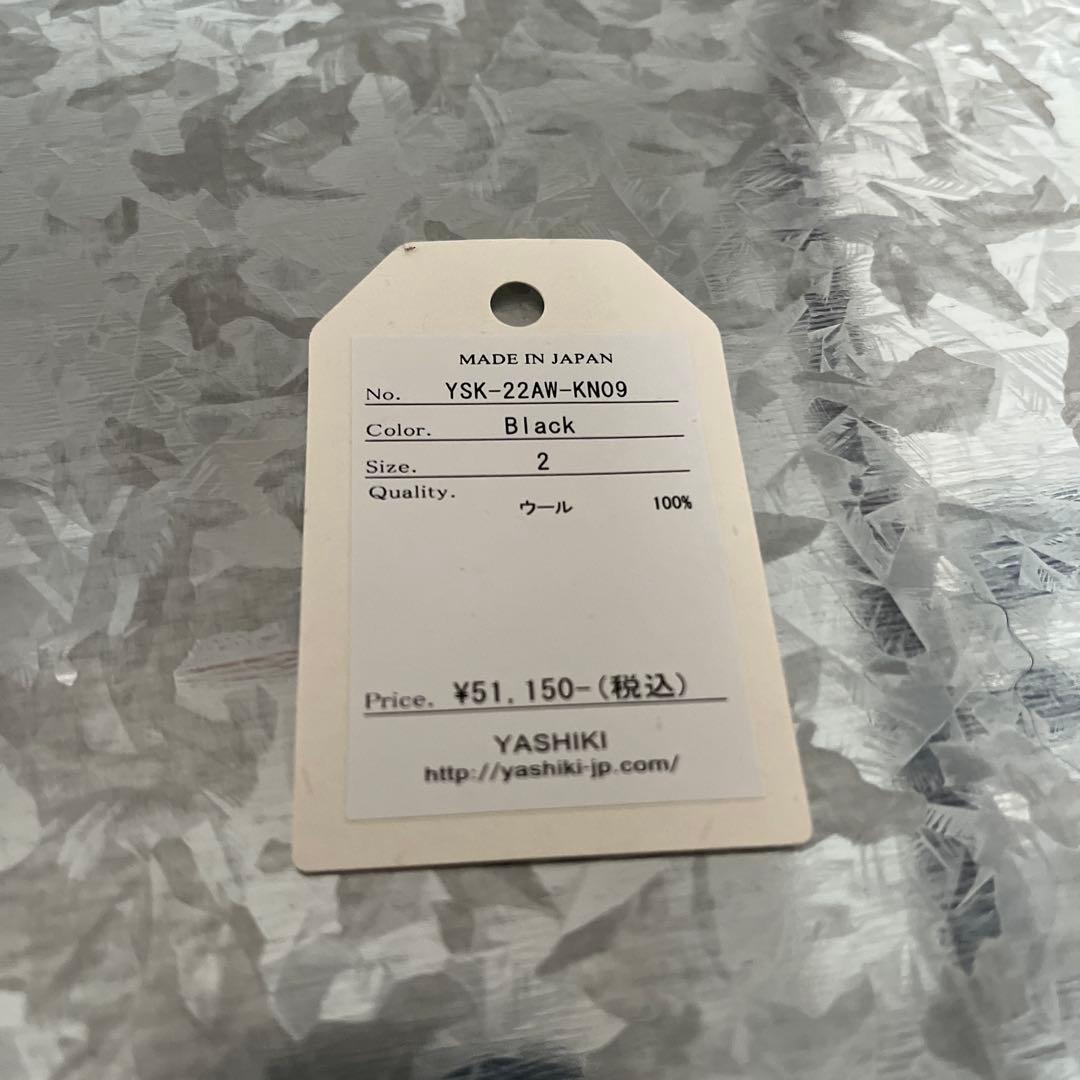 MADE IN JAPAN
No. YSK-22AW-KN09
Color. Black
Size. 2
Quality.
ウール 100%
Price. ¥51,150-(税込)
YASHIKI
http://yashiki-jp.com/